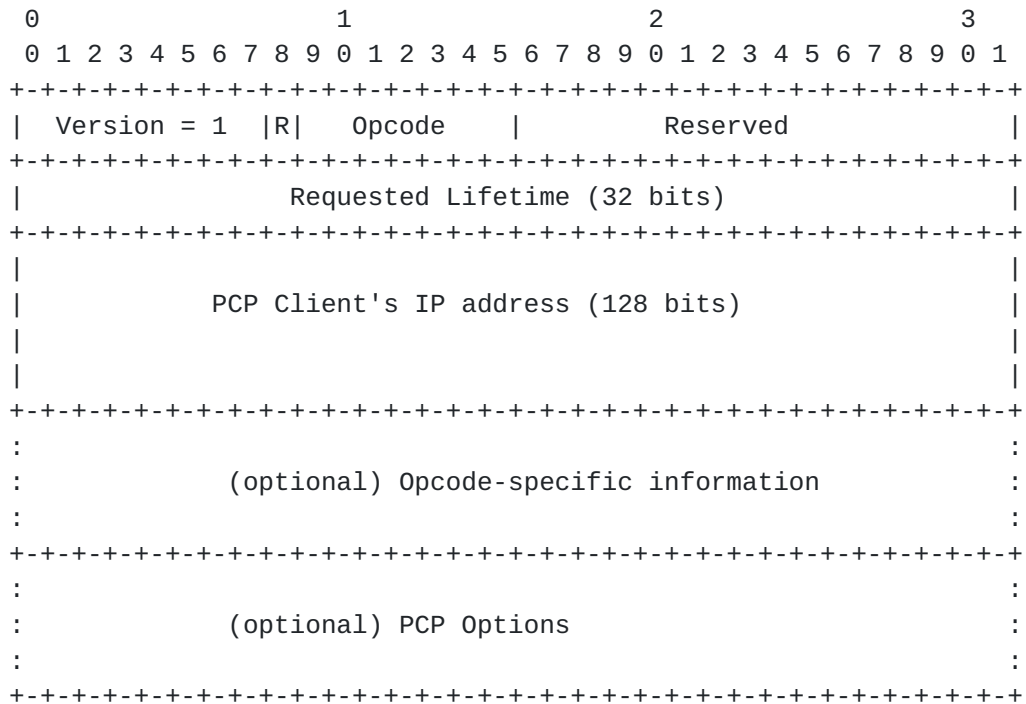 0                   1                   2                   3
 0 1 2 3 4 5 6 7 8 9 0 1 2 3 4 5 6 7 8 9 0 1 2 3 4 5 6 7 8 9 0 1
+-+-+-+-+-+-+-+-+-+-+-+-+-+-+-+-+-+-+-+-+-+-+-+-+-+-+-+-+-+-+-+-+
|  Version = 1  |R|   Opcode    |         Reserved              |
+-+-+-+-+-+-+-+-+-+-+-+-+-+-+-+-+-+-+-+-+-+-+-+-+-+-+-+-+-+-+-+-+
|                 Requested Lifetime (32 bits)                  |
+-+-+-+-+-+-+-+-+-+-+-+-+-+-+-+-+-+-+-+-+-+-+-+-+-+-+-+-+-+-+-+-+
|                                                               |
|            PCP Client's IP address (128 bits)                 |
|                                                               |
|                                                               |
+-+-+-+-+-+-+-+-+-+-+-+-+-+-+-+-+-+-+-+-+-+-+-+-+-+-+-+-+-+-+-+-+
:                                                               :
:             (optional) Opcode-specific information            :
:                                                               :
+-+-+-+-+-+-+-+-+-+-+-+-+-+-+-+-+-+-+-+-+-+-+-+-+-+-+-+-+-+-+-+-+
:                                                               :
:             (optional) PCP Options                            :
:                                                               :
+-+-+-+-+-+-+-+-+-+-+-+-+-+-+-+-+-+-+-+-+-+-+-+-+-+-+-+-+-+-+-+-+